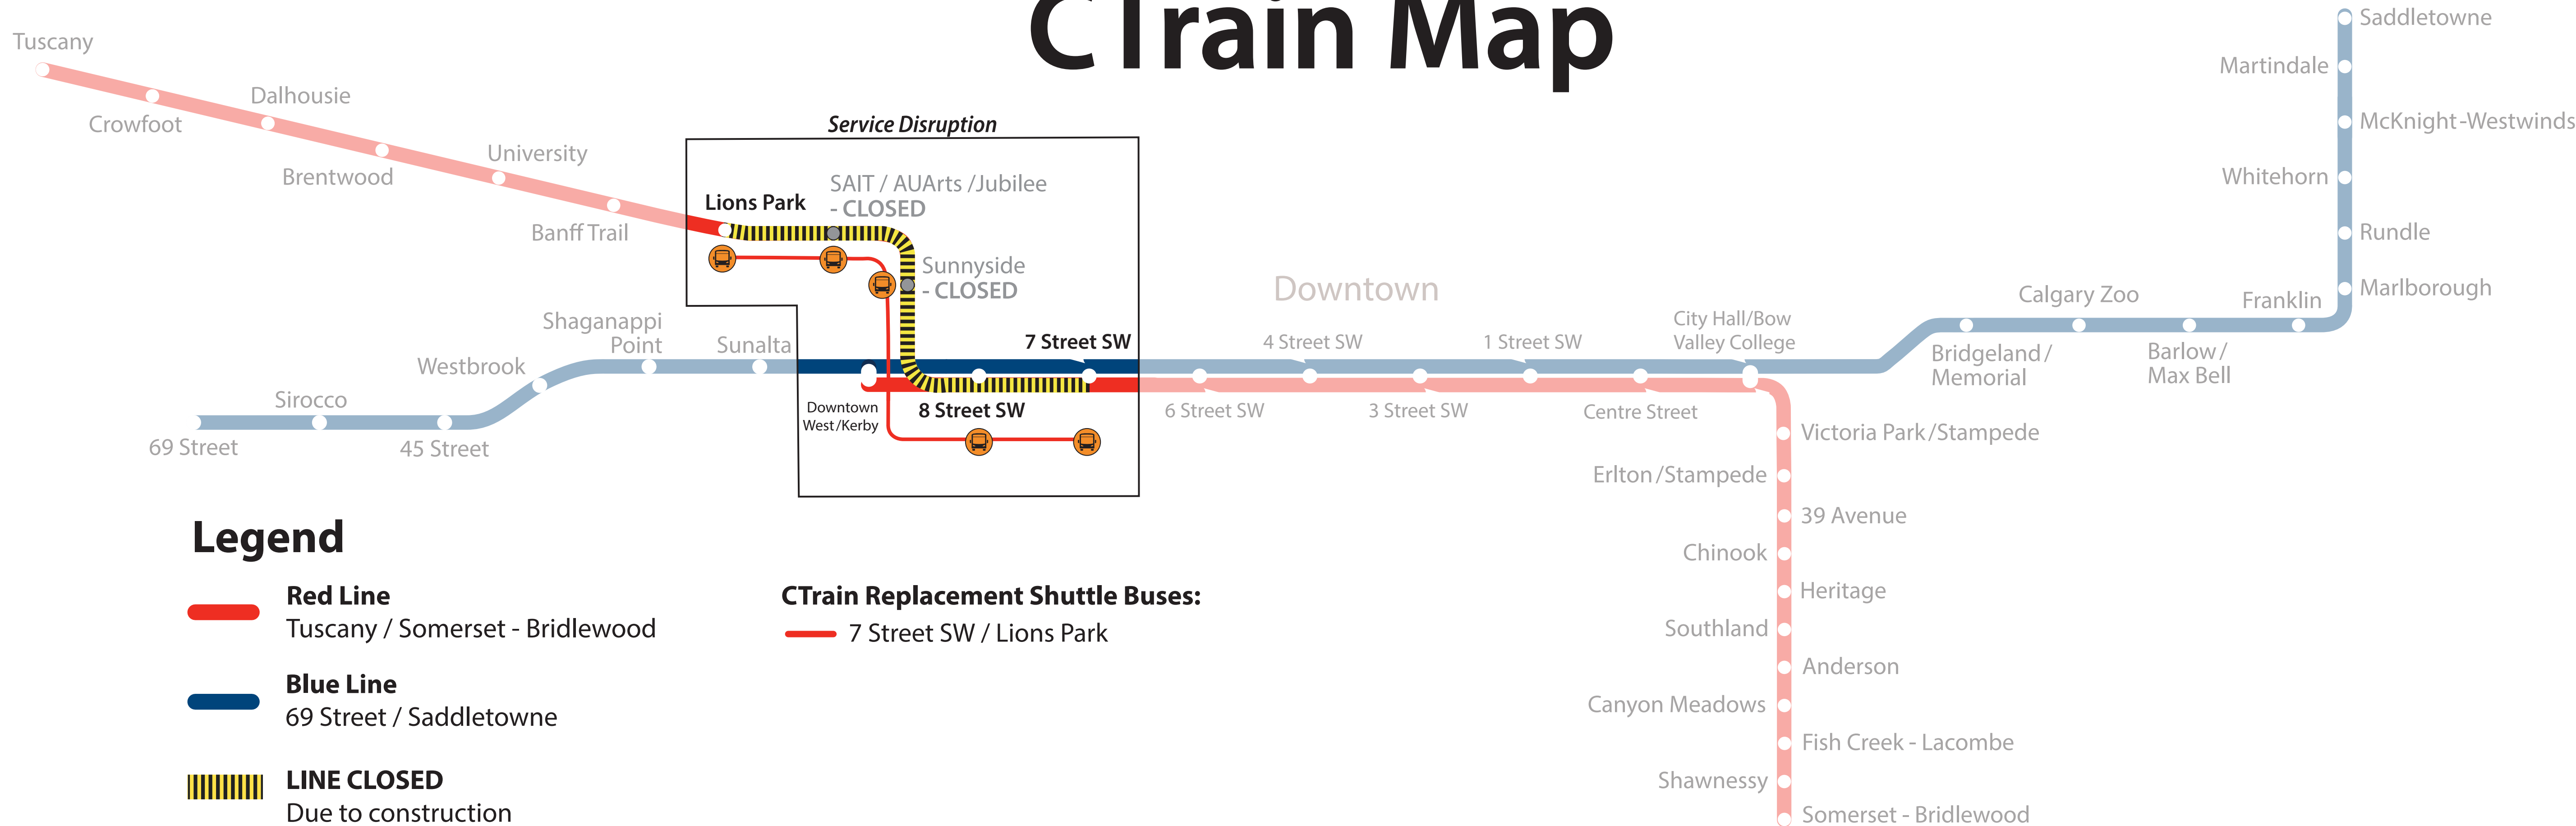 CTrain Map
Tuscany
Crowfoot
Dalhousie
Brentwood
University
Banff Trail
Service Disruption
Lions Park
SAIT / AUArts /Jubilee
- CLOSED
Sunnyside
- CLOSED
69 Street
Sirocco
45 Street
Westbrook
Shaganappi
Point
Sunalta
Downtown
West/Kerby
8 Street SW
7 Street SW
Downtown
6 Street SW
4 Street SW
3 Street SW
1 Street SW
Centre Street
City Hall/Bow
Valley College
Bridgeland/
Memorial
Calgary Zoo
Barlow/
Max Bell
Franklin
Marlborough
Rundle
Whitehorn
McKnight-Westwinds
Martindale
Saddletowne
Victoria Park/Stampede
Erlton/Stampede
39 Avenue
Chinook
Heritage
Southland
Anderson
Canyon Meadows
Fish Creek - Lacombe
Shawnessy
Somerset - Bridlewood
Legend
Red Line
Tuscany / Somerset - Bridlewood
Blue Line
69 Street / Saddletowne
LINE CLOSED
Due to construction
CTrain Replacement Shuttle Buses:
7 Street SW / Lions Park